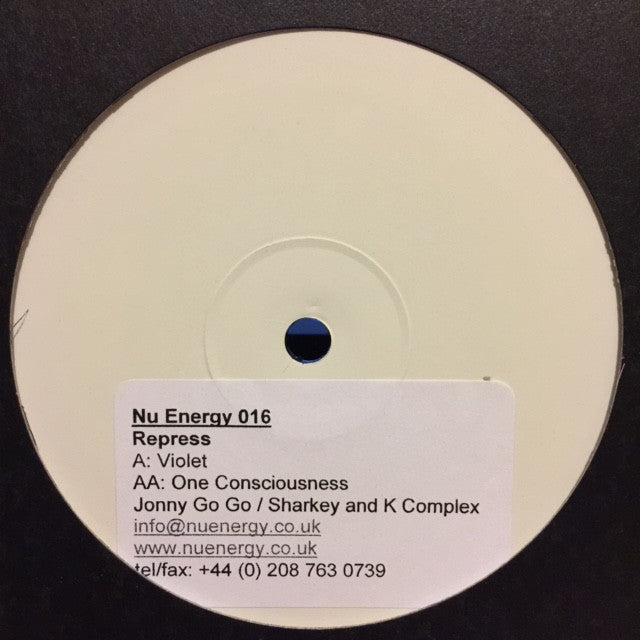 Nu Energy 016
Repress
A: Violet
AA: One Consciousness
Jonny Go Go / Sharkey and K Complex
info@nuenergy.co.uk
www.nuenergy.co.uk
tel/fax: +44 (0) 208 763 0739